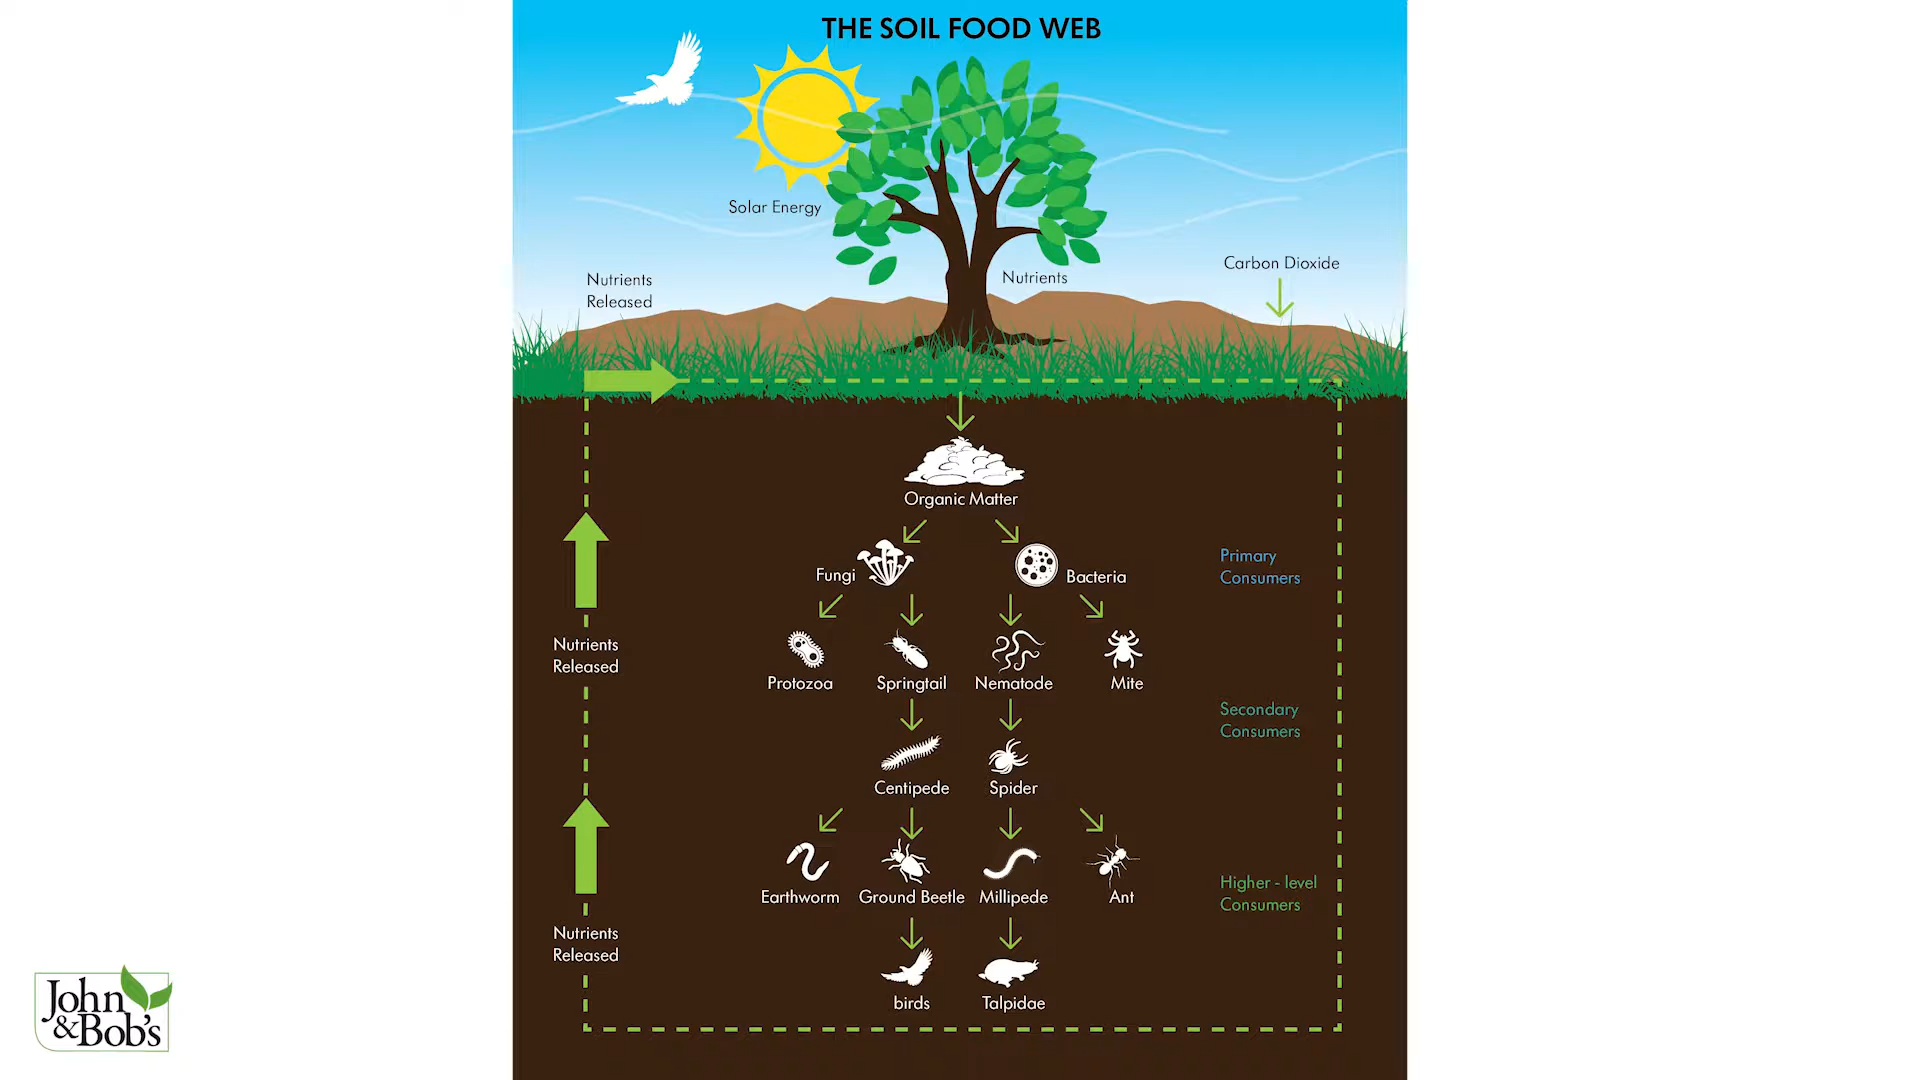 THE SOIL FOOD WEB
Solar Energy
Carbon Dioxide
Nutrients
Released
Nutrients
Organic Matter
Fungi
Bacteria
Primary
Consumers
Nutrients
Released
Protozoa
Springtail
Nematode
Mite
Secondary
Consumers
Centipede
Spider
Earthworm
Ground Beetle
Millipede
Ant
Higher - level
Consumers
Nutrients
Released
birds
Talpidae
John
&Bob's